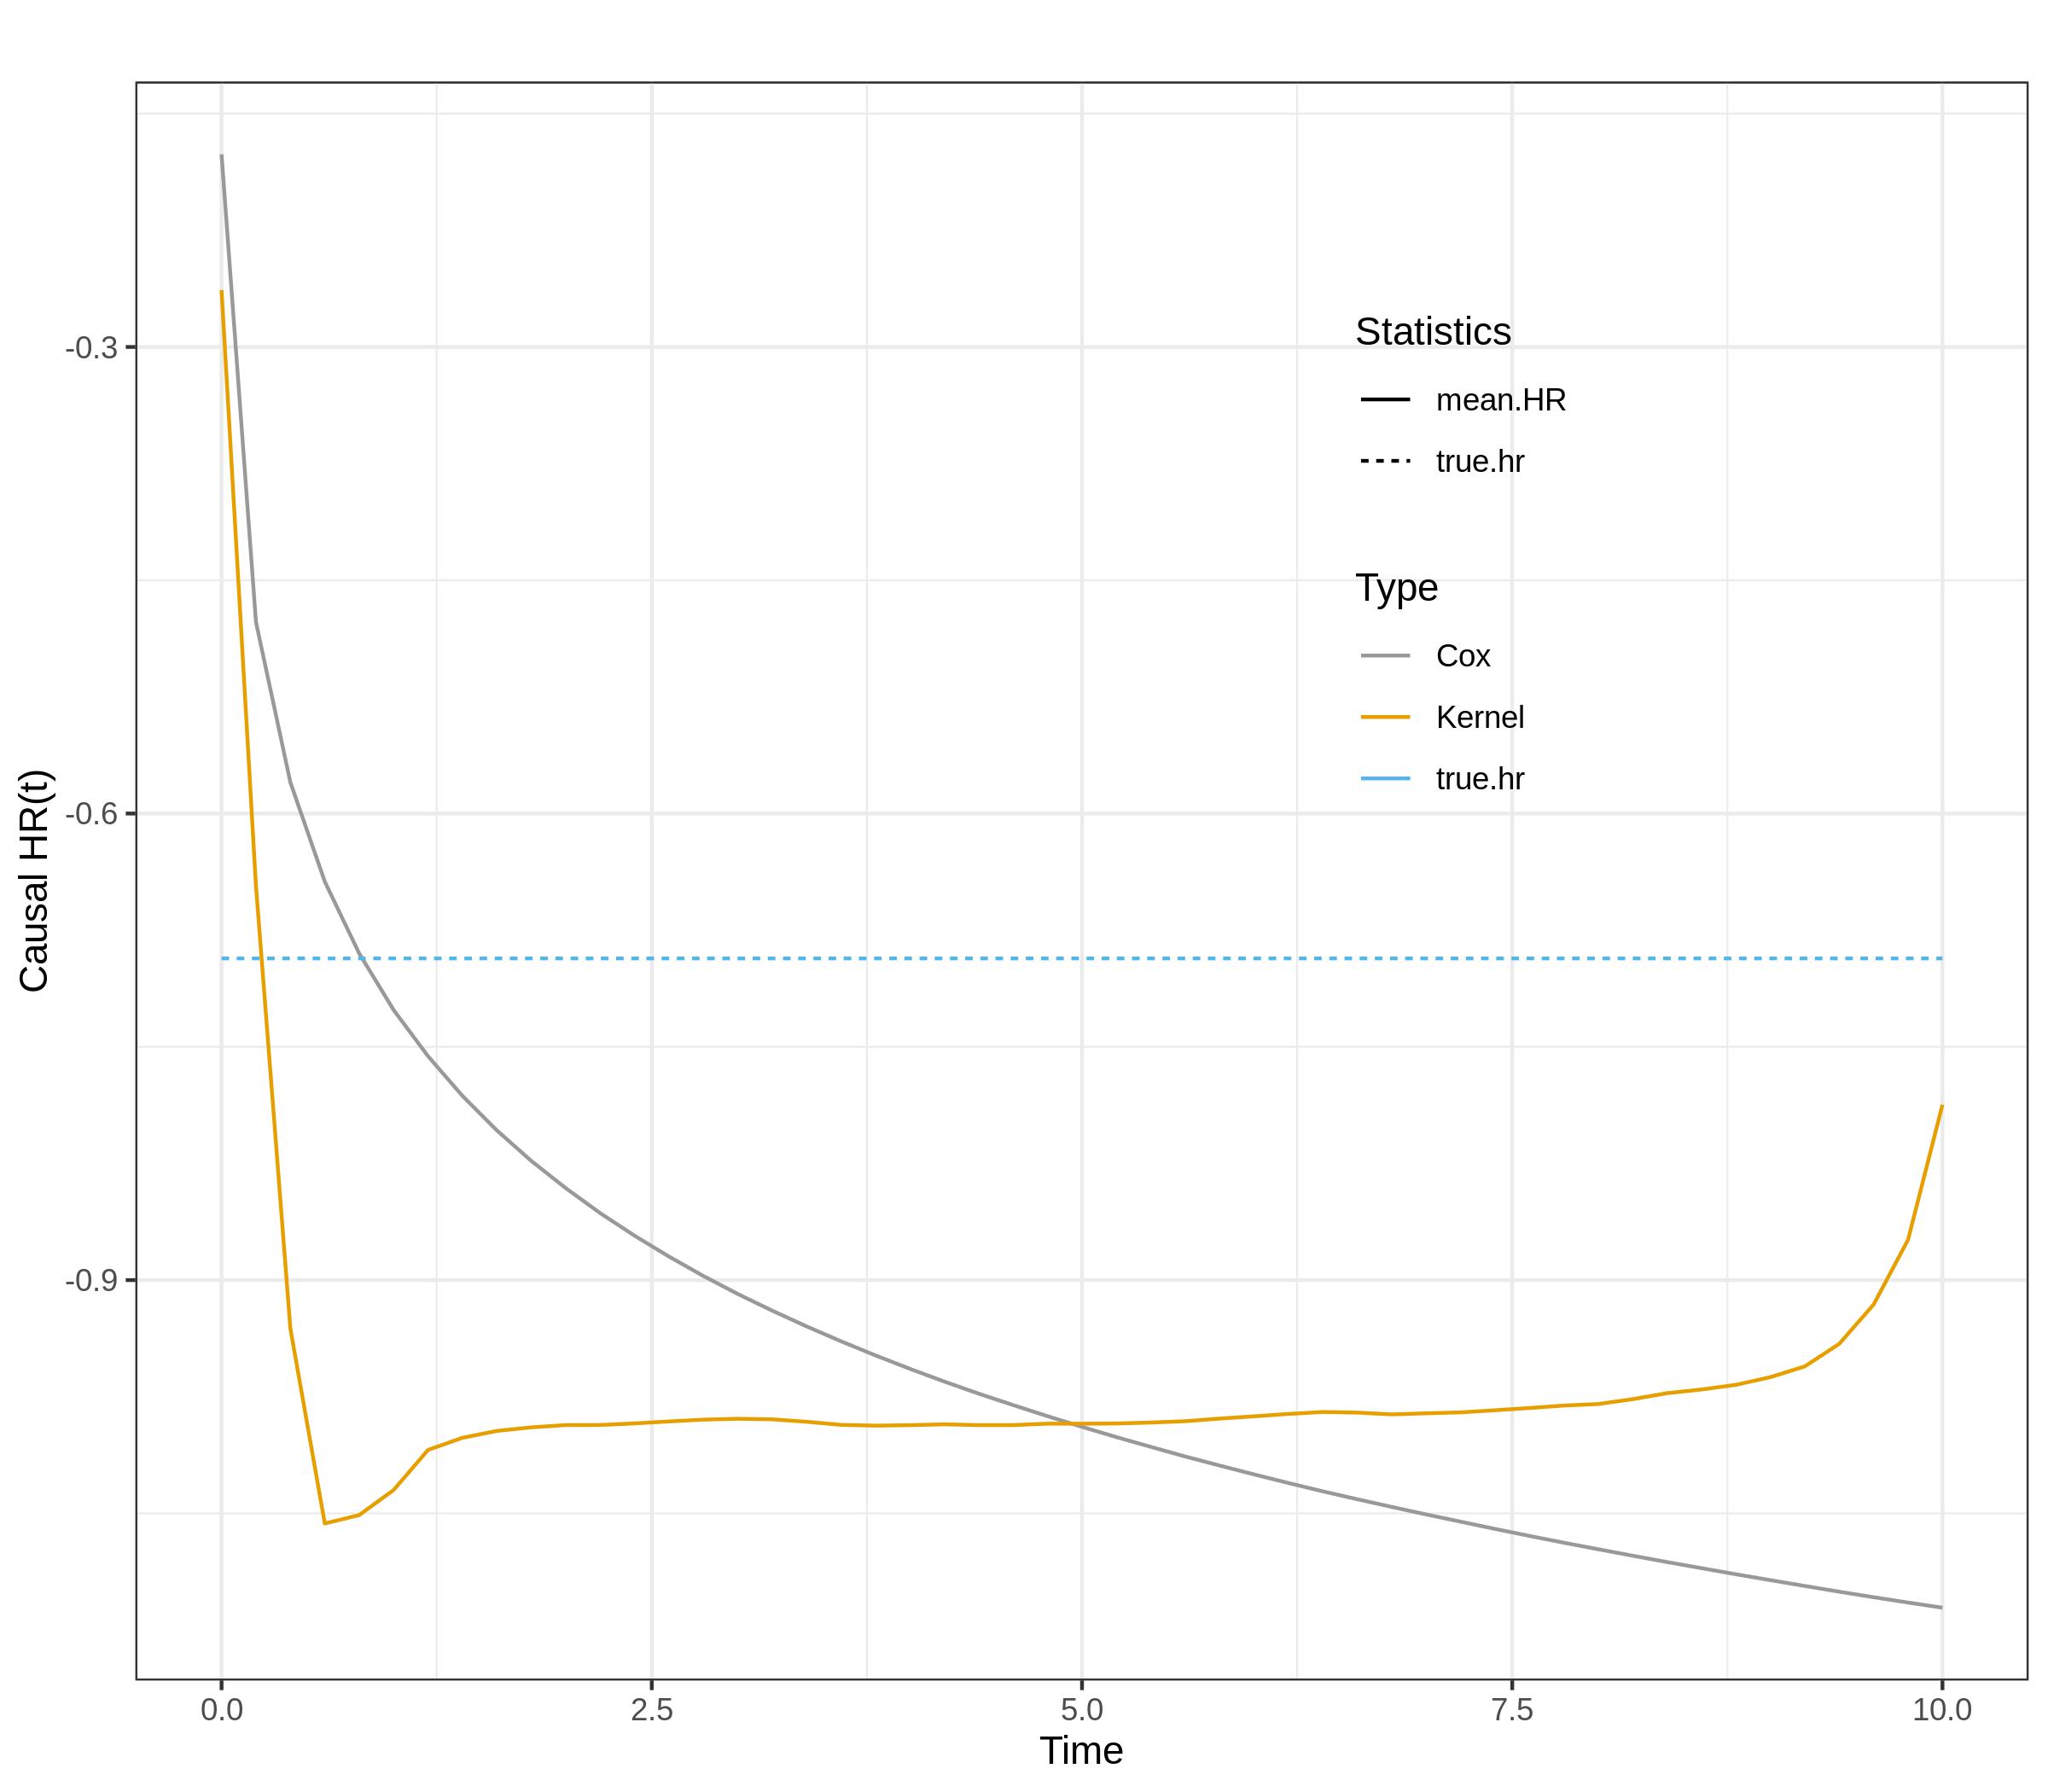 Causal HR(t)
-0.3
-0.6
-0.9
Statistics
mean.HR
true.hr
Type
Cox
Kernel
true.hr
0.0
2.5
5.0
7.5
10.0
Time